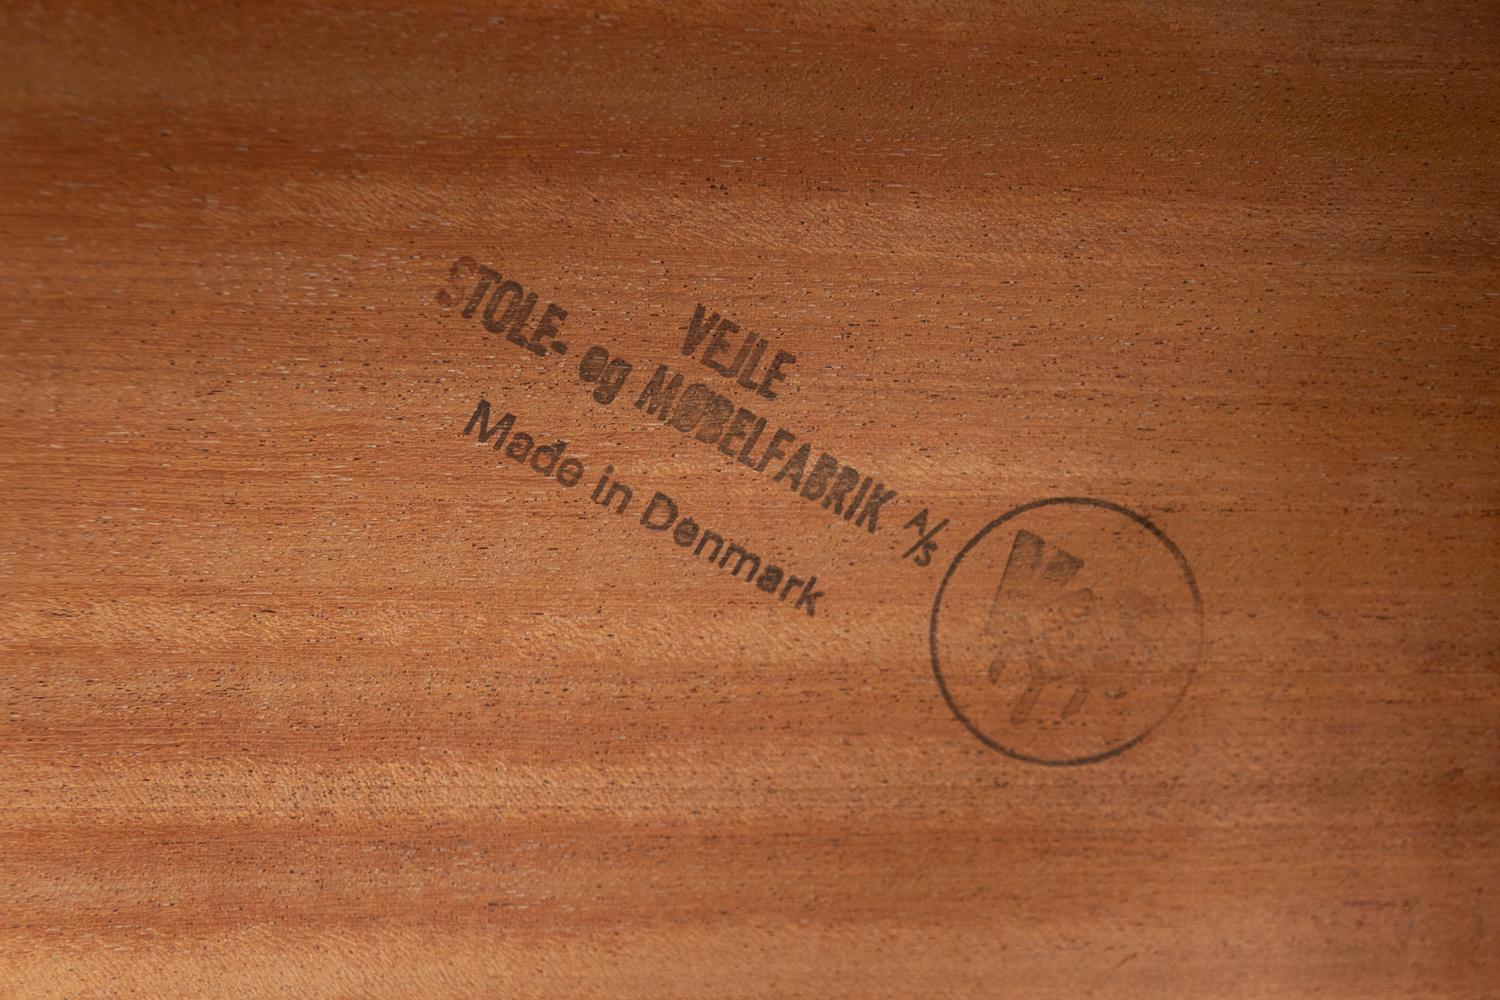 VEJLE
STOLE- og MØBELFABRIK A/S
Made in Denmark